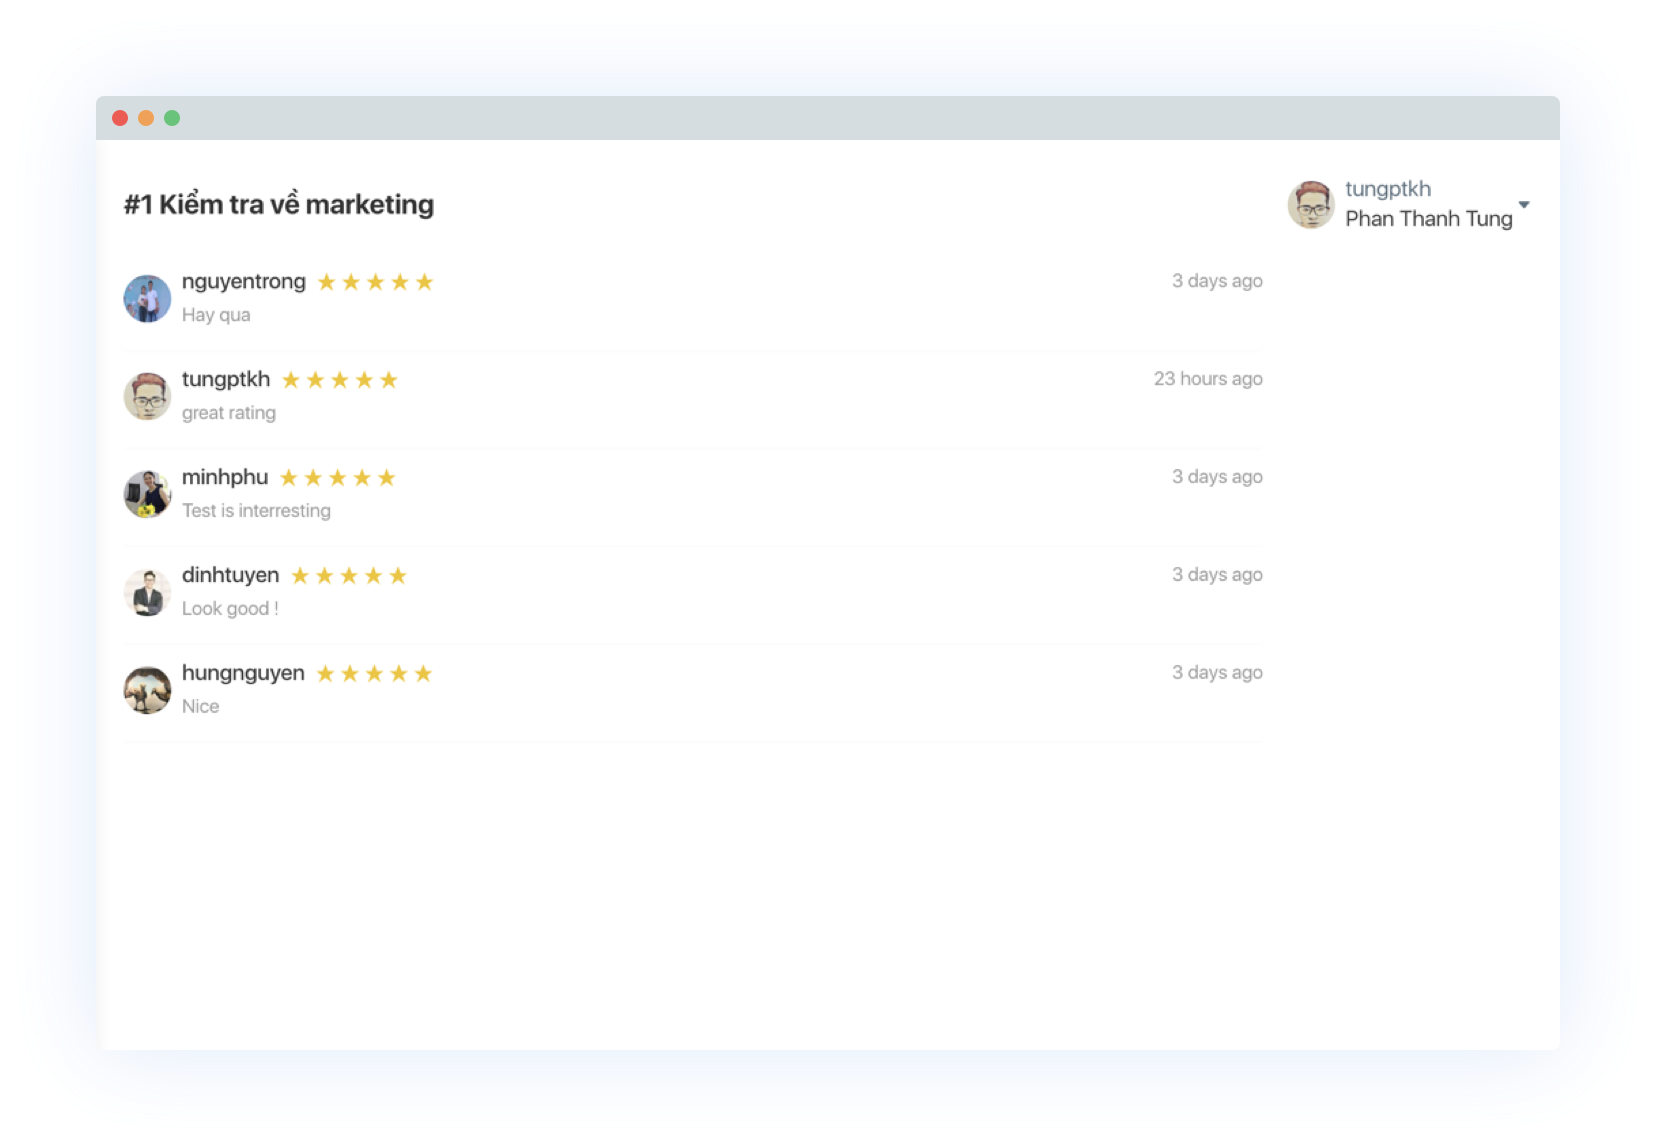 #1 Kiểm tra về marketing
tungptkh
Phan Thanh Tung
nguyentrong
3 days ago
Hay qua
tungptkh
23 hours ago
great rating
minhphu
3 days ago
Test is interresting
dinhtuyen
3 days ago
Look good !
hungnguyen
3 days ago
Nice